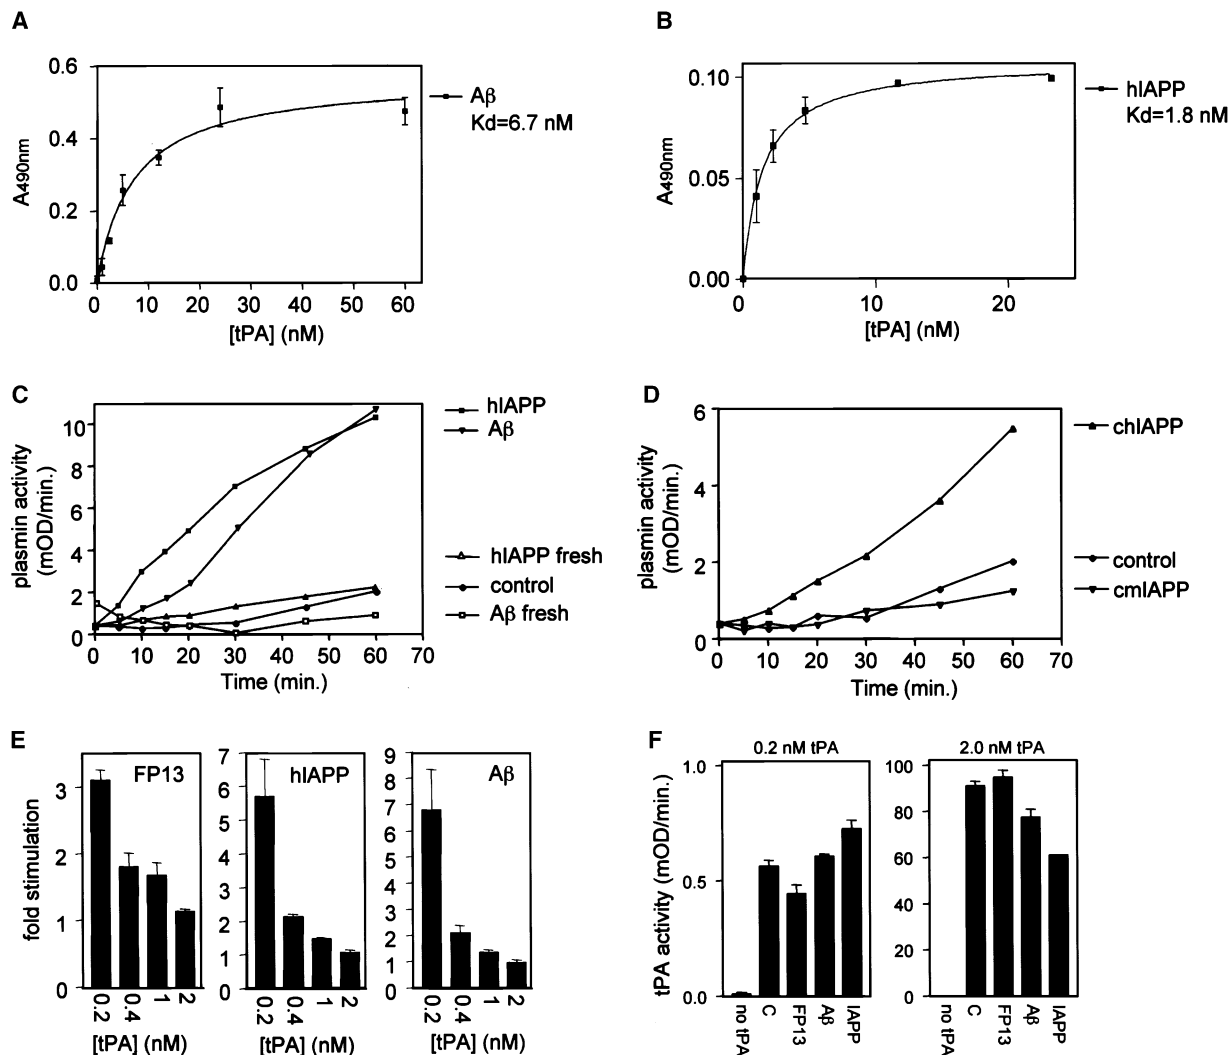 A
0.6
0.4
0.2
0.0
A490nm
0 10 20 30 40 50 60
[tPA] (nM)
Aβ
Kd=6.7 nM
B
0.10
0.05
0.00
A490nm
0 10 20
[tPA] (nM)
hIAPP
Kd=1.8 nM
C
10
8
6
4
2
0
plasmin activity
(mOD/min.)
0 10 20 30 40 50 60 70
Time (min.)
hIAPP
Aβ
hIAPP fresh
control
Aβ fresh
D
6
4
2
0
plasmin activity
(mOD/min.)
0 10 20 30 40 50 60 70
Time (min.)
chIAPP
control
cmIAPP
E
fold stimulation
FP13
3
2
1
0
0.2 0.4 1 2
[tPA] (nM)
hIAPP
7
6
5
4
3
2
1
0
0.2 0.4 1 2
[tPA] (nM)
Aβ
9
8
7
6
5
4
3
2
1
0
0.2 0.4 1 2
[tPA] (nM)
F
tPA activity (mOD/min.)
0.2 nM tPA
1.0
0.5
0.0
no tPA C FP13 Aβ IAPP
2.0 nM tPA
100
80
60
40
20
0
no tPA C FP13 Aβ IAPP